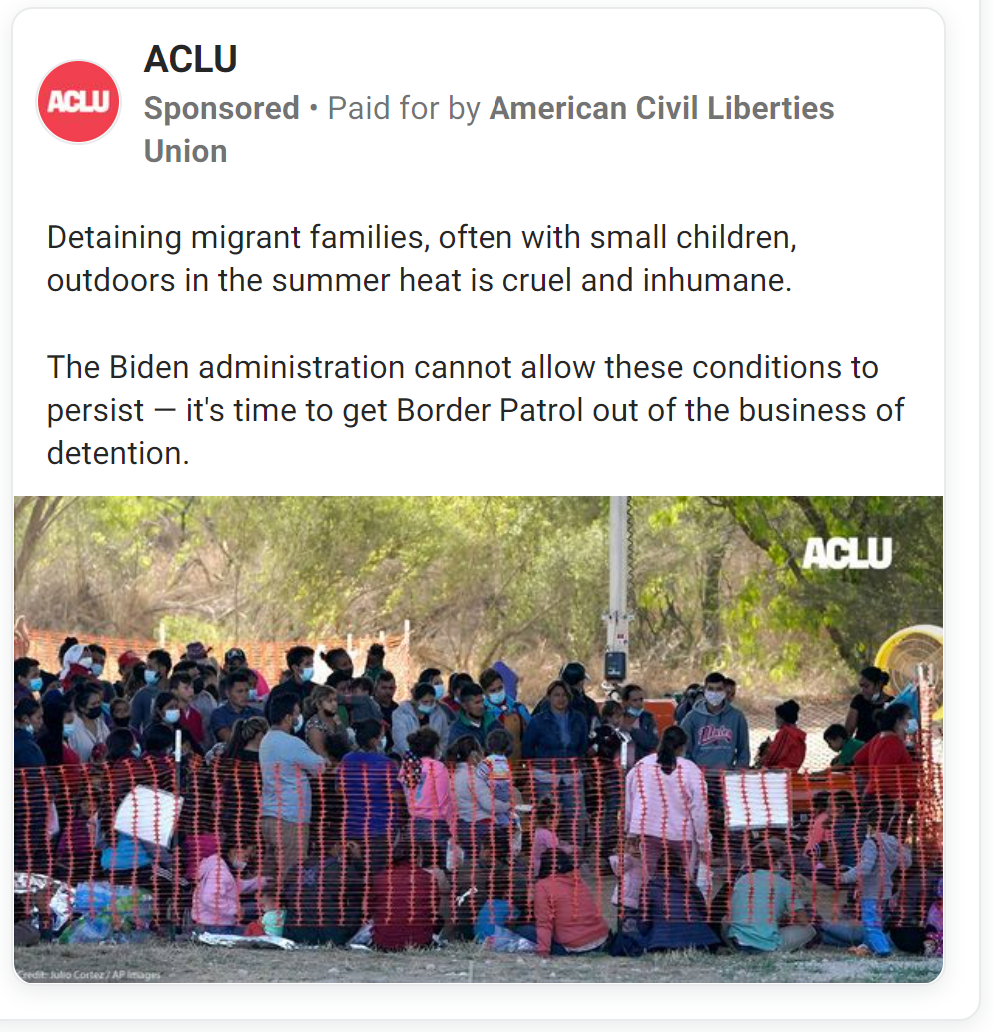 ACLU
ACLU
Sponsored • Paid for by American Civil Liberties
Union
Detaining migrant families, often with small children,
outdoors in the summer heat is cruel and inhumane.
The Biden administration cannot allow these conditions to
persist — it's time to get Border Patrol out of the business of
detention.
ACLU
Credit: Julio Cortez / AP Images